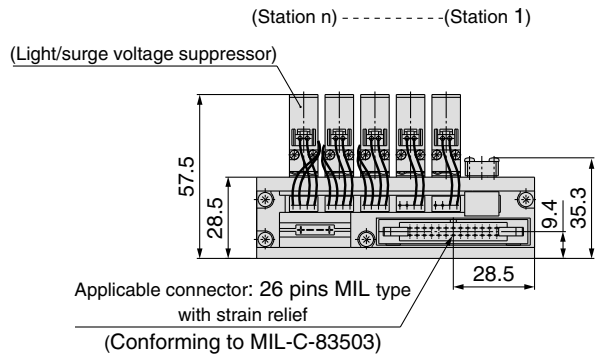 (Station n) - - - - - - - - (Station 1)
(Light/surge voltage suppressor)
57.5
28.5
9.4
35.3
28.5
Applicable connector: 26 pins MIL type
with strain relief
(Conforming to MIL-C-83503)